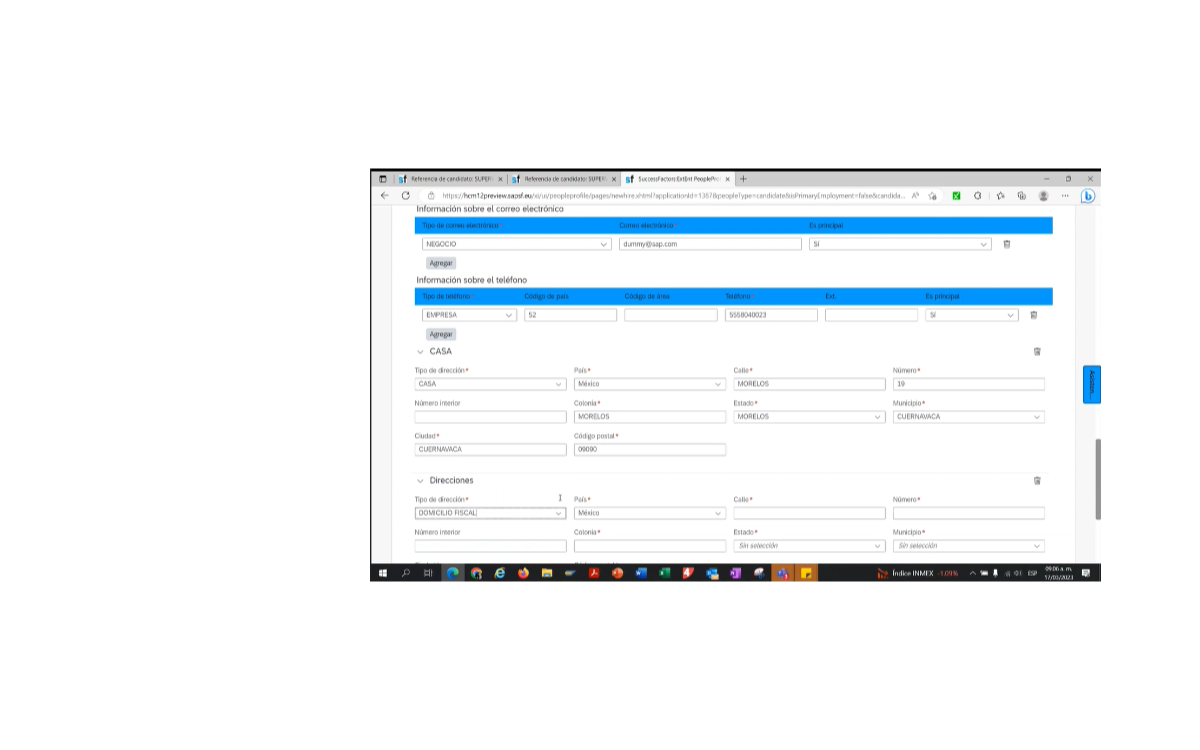 Referencia de candidato: SUPER Referencia de candidato: SUPER SuccessFactors: ExtEnt PeoplePro
https://hcm12preview.sapsf.eu/xi/ui/peopleprofile/pages/newhire.xhtml?applicationId=1357&peopleType=candidate&isPrimaryEmployment=false&candida...
Información sobre el correo electrónico
Tipo de correo electrónico Correo electrónico Es principal
NEGOCIO dummy@sap.com Sí
Agregar
Información sobre el teléfono
Tipo de teléfono Código de país Código de área Teléfono Ext Es principal
EMPRESA 52 5558040023 Sí
Agregar
CASA
Tipo de dirección* País* Calle* Número*
CASA México MORELOS 19
Número interior Colonia* Estado* Municipio*
MORELOS MORELOS CUERNAVACA
Ciudad* Código postal*
CUERNAVACA 09090
Direcciones
Tipo de dirección* País* Calle* Número*
DOMICILIO FISCAL México
Número interior Colonia* Estado* Municipio*
Sin selección Sin selección
Índice INMEX -1.09% ESP 09:06 a. m.
17/03/2023